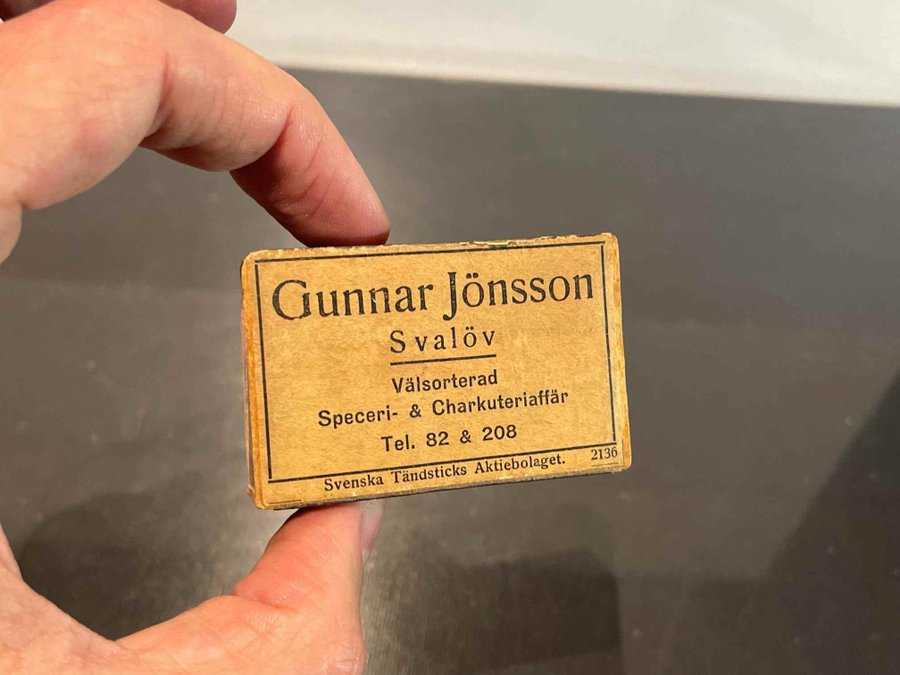 Gunnar Jönsson
Svalöv
Välsorterad
Speceri- & Charkuteriaffär
Tel. 82 & 208
Svenska Tändsticks Aktiebolaget. 2136